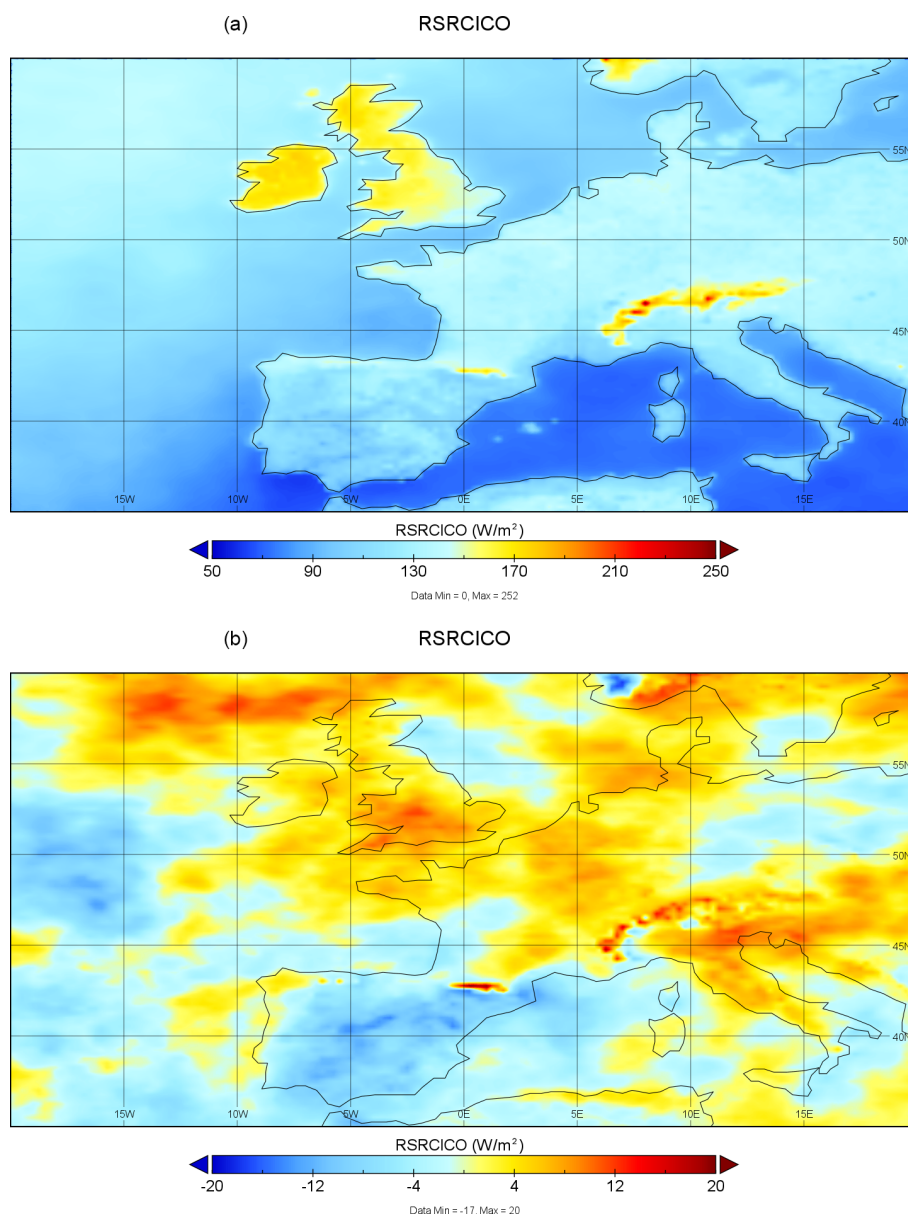 (a) RSRCICO
55N
50N
45N
40N
15W 10W 5W 0E 5E 10E 15E
RSRCICO (W/m²)
50 90 130 170 210 250
Data Min = 0, Max = 252
(b) RSRCICO
55N
50N
45N
40N
15W 10W 5W 0E 5E 10E 15E
RSRCICO (W/m²)
-20 -12 -4 4 12 20
Data Min = -17, Max = 20